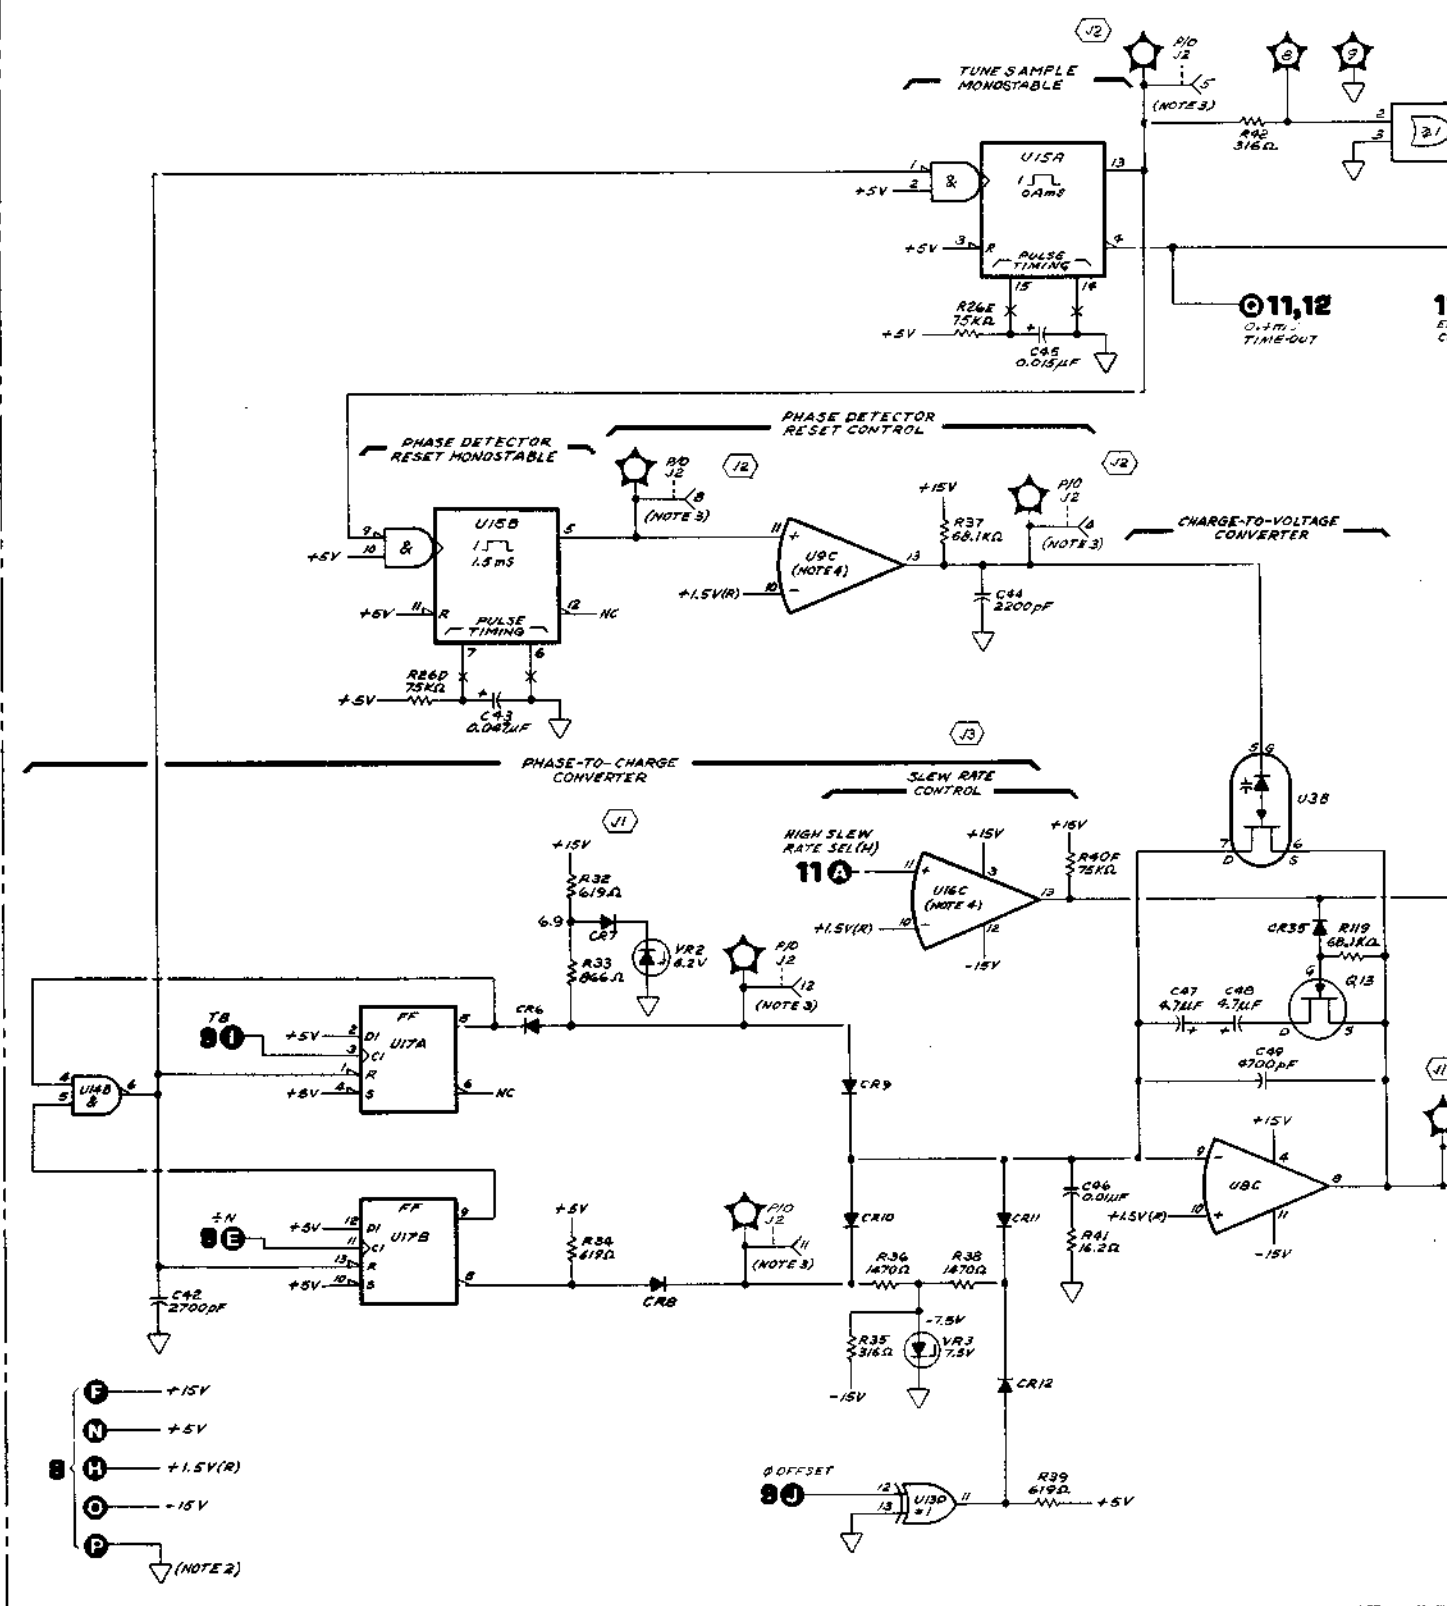 J2
P/O
J2
5
(NOTE 3)
8
9
TUNE SAMPLE
MONOSTABLE
R42
316Ω
2
3
≥1
1
+5V 2
&
U15A
1
0.4mS
13
+5V 3
R
4
PULSE
TIMING
15
14
R26E
75KΩ
+5V
+
C45
0.015µF
Q 11,12
TIME-OUT
PHASE DETECTOR
RESET MONOSTABLE
PHASE DETECTOR
RESET CONTROL
P/O
J2
8
(NOTE 3)
J2
9
+5V 10
&
U15B
1
1.5mS
5
+5V 11
R
12
NC
PULSE
TIMING
7
6
R26D
75KΩ
+5V
+
C43
0.047µF
11
+
U9C
(NOTE 4)
+1.5V(R) 10
-
13
+15V
R37
68.1KΩ
P/O
J2
4
(NOTE 3)
J2
C44
2200pF
CHARGE-TO-VOLTAGE
CONVERTER
5 G
U3B
7
D
6
S
PHASE-TO-CHARGE
CONVERTER
J3
SLEW RATE
CONTROL
HIGH SLEW
RATE SEL(H)
11 A
11
+
U16C
(NOTE 4)
+1.5V(R) 10
-
+15V
3
12
-15V
13
+15V
R40F
75KΩ
CR35
R119
68.1KΩ
G
Q13
D
S
C47
4.7µF
+
C48
4.7µF
+
C49
4700pF
J1
+15V
R32
619Ω
6.9
CR7
VR2
6.2V
R33
866Ω
CR6
P/O
J2
12
(NOTE 3)
TB
9 I
+5V 2
D1
FF
U17A
3
C1
1
R
+5V 4
S
5
6
NC
4
5
U14B
&
6
CR9
÷N
9 E
+5V 12
D1
FF
U17B
11
C1
13
R
+5V 10
S
9
8
C42
2700pF
+5V
R34
619Ω
CR8
P/O
J2
11
(NOTE 3)
CR10
R36
1470Ω
R38
1470Ω
CR11
-7.5V
R35
316Ω
-15V
VR3
7.5V
CR12
C46
0.01µF
R41
16.2Ω
9
-
U8C
+1.5V(R) 10
+
+15V
4
11
-15V
8
J1
8
F +15V
N +5V
H +1.5V(R)
O -15V
P
(NOTE 2)
Ø OFFSET
9 J
12
13
U13D
11
R39
619Ω
+5V